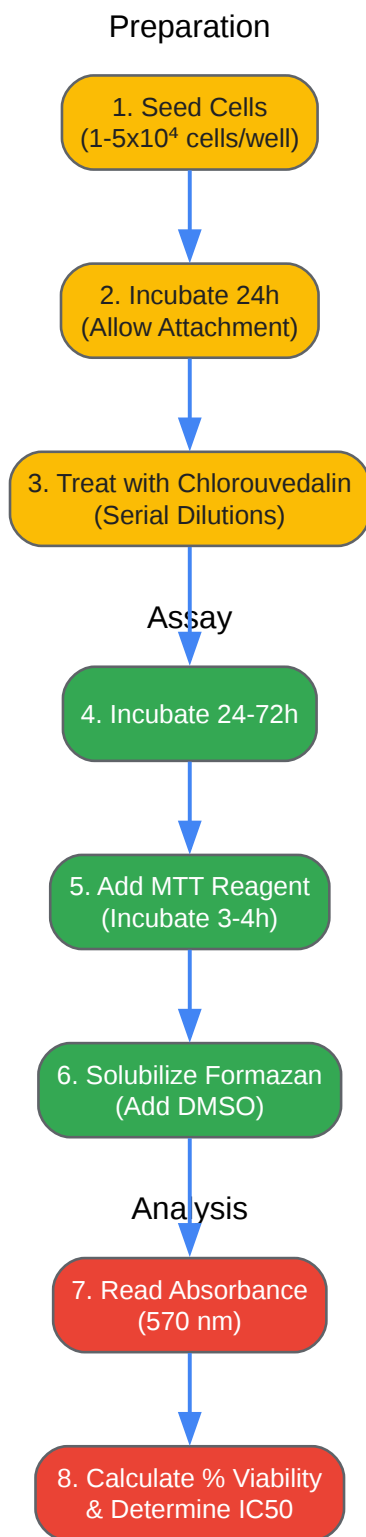 Preparation
1. Seed Cells
(1-5x10⁴ cells/well)
2. Incubate 24h
(Allow Attachment)
3. Treat with Chlorouvedalin
(Serial Dilutions)
Assay
4. Incubate 24-72h
5. Add MTT Reagent
(Incubate 3-4h)
6. Solubilize Formazan
(Add DMSO)
Analysis
7. Read Absorbance
(570 nm)
8. Calculate % Viability
& Determine IC50